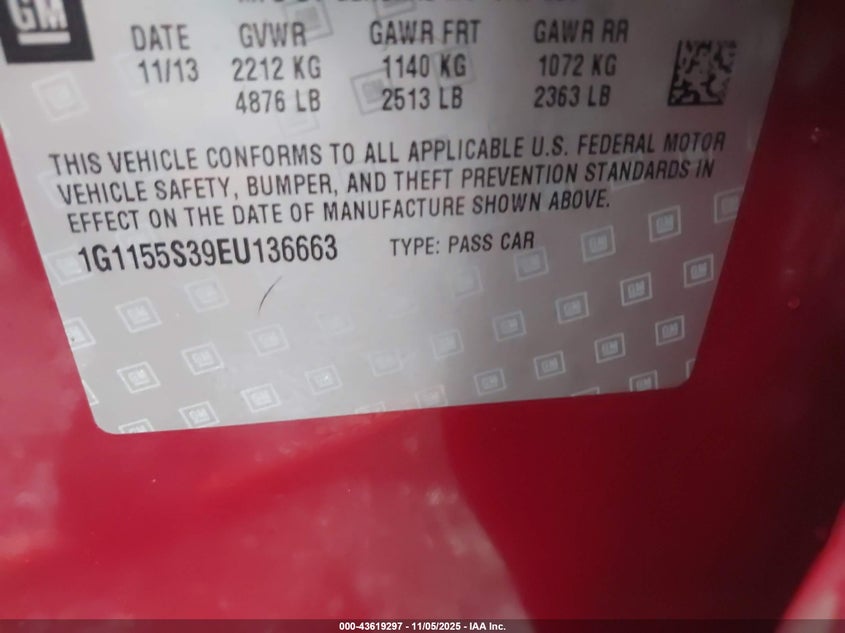 GM
DATE GVWR GAWR FRT GAWR RR
11/13 2212 KG 1140 KG 1072 KG
4876 LB 2513 LB 2363 LB
THIS VEHICLE CONFORMS TO ALL APPLICABLE U.S. FEDERAL MOTOR
VEHICLE SAFETY, BUMPER, AND THEFT PREVENTION STANDARDS IN
EFFECT ON THE DATE OF MANUFACTURE SHOWN ABOVE.
1G1155S39EU136663 TYPE: PASS CAR
000-43619297 - 11/05/2025 - IAA Inc.